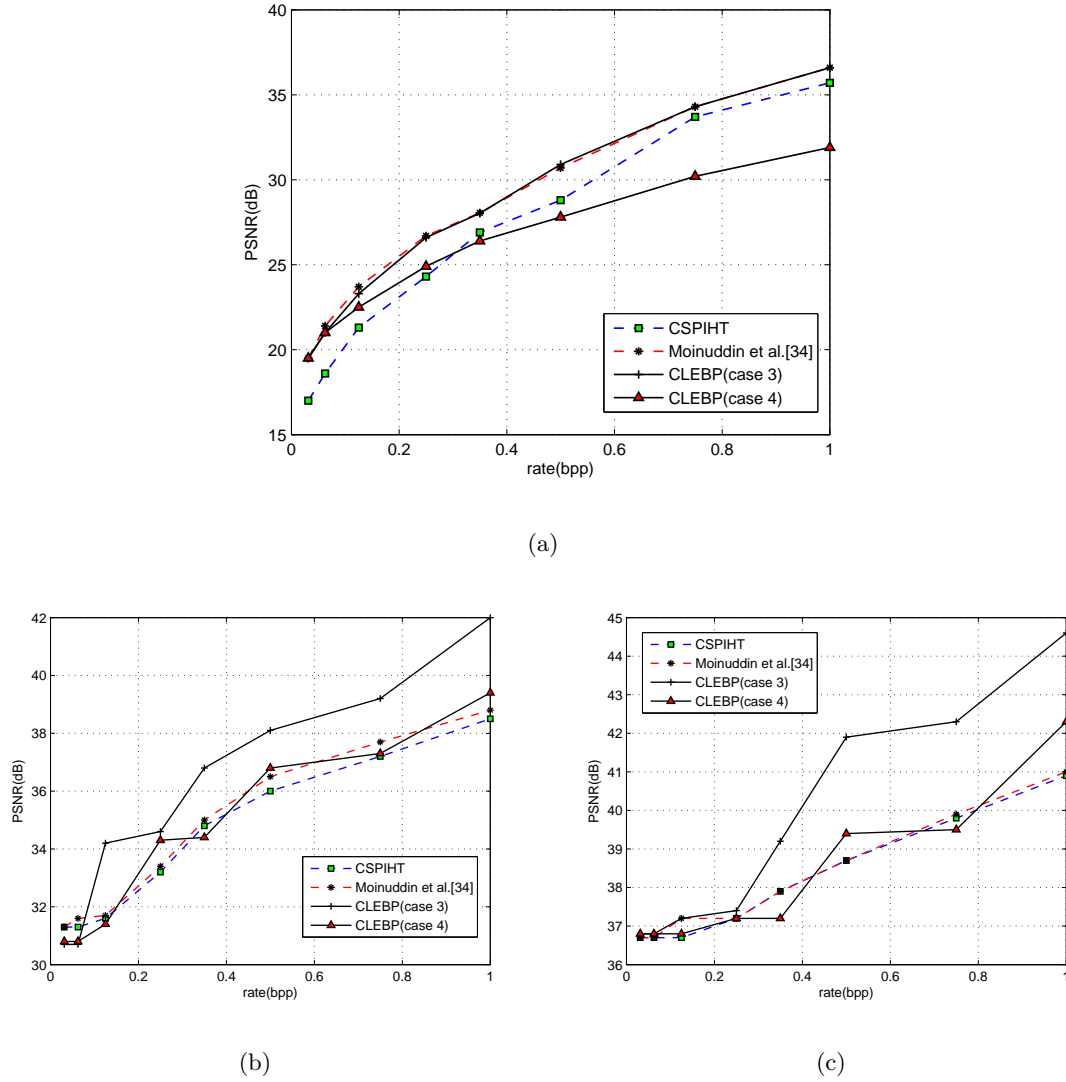 40
35
30
25
20
15
0
0.2
0.4
0.6
0.8
1
PSNR(dB)
rate(bpp)
CSPIHT
Moinuddin et al.[34]
CLEBP(case 3)
CLEBP(case 4)
(a)
42
40
38
36
34
32
30
0
0.2
0.4
0.6
0.8
1
PSNR(dB)
rate(bpp)
CSPIHT
Moinuddin et al.[34]
CLEBP(case 3)
CLEBP(case 4)
(b)
45
44
43
42
41
40
39
38
37
36
0
0.2
0.4
0.6
0.8
1
PSNR(dB)
rate(bpp)
CSPIHT
Moinuddin et al.[34]
CLEBP(case 3)
CLEBP(case 4)
(c)